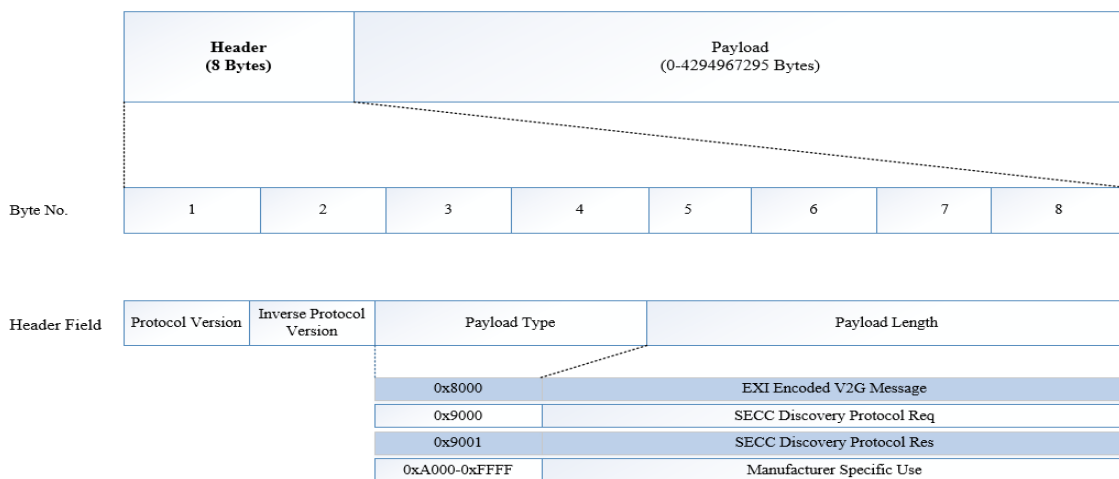 Header
(8 Bytes)
Payload
(0-4294967295 Bytes)
Byte No.
1
2
3
4
5
6
7
8
Header Field
Protocol Version
Inverse Protocol
Version
Payload Type
Payload Length
0x8000
EXI Encoded V2G Message
0x9000
SECC Discovery Protocol Req
0x9001
SECC Discovery Protocol Res
0xA000-0xFFFF
Manufacturer Specific Use